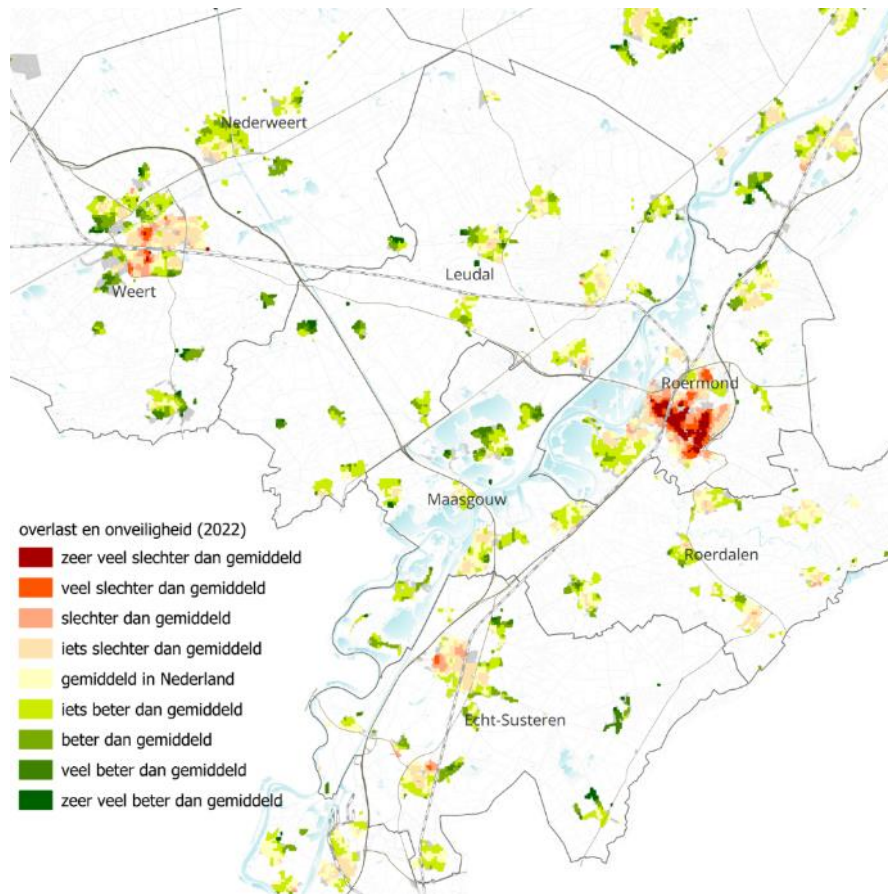 Nederweert
Weert
Leudal
Roermond
Maasgouw
Roerdalen
Echt-Susteren
overlast en onveiligheid (2022)
zeer veel slechter dan gemiddeld
veel slechter dan gemiddeld
slechter dan gemiddeld
iets slechter dan gemiddeld
gemiddeld in Nederland
iets beter dan gemiddeld
beter dan gemiddeld
veel beter dan gemiddeld
zeer veel beter dan gemiddeld